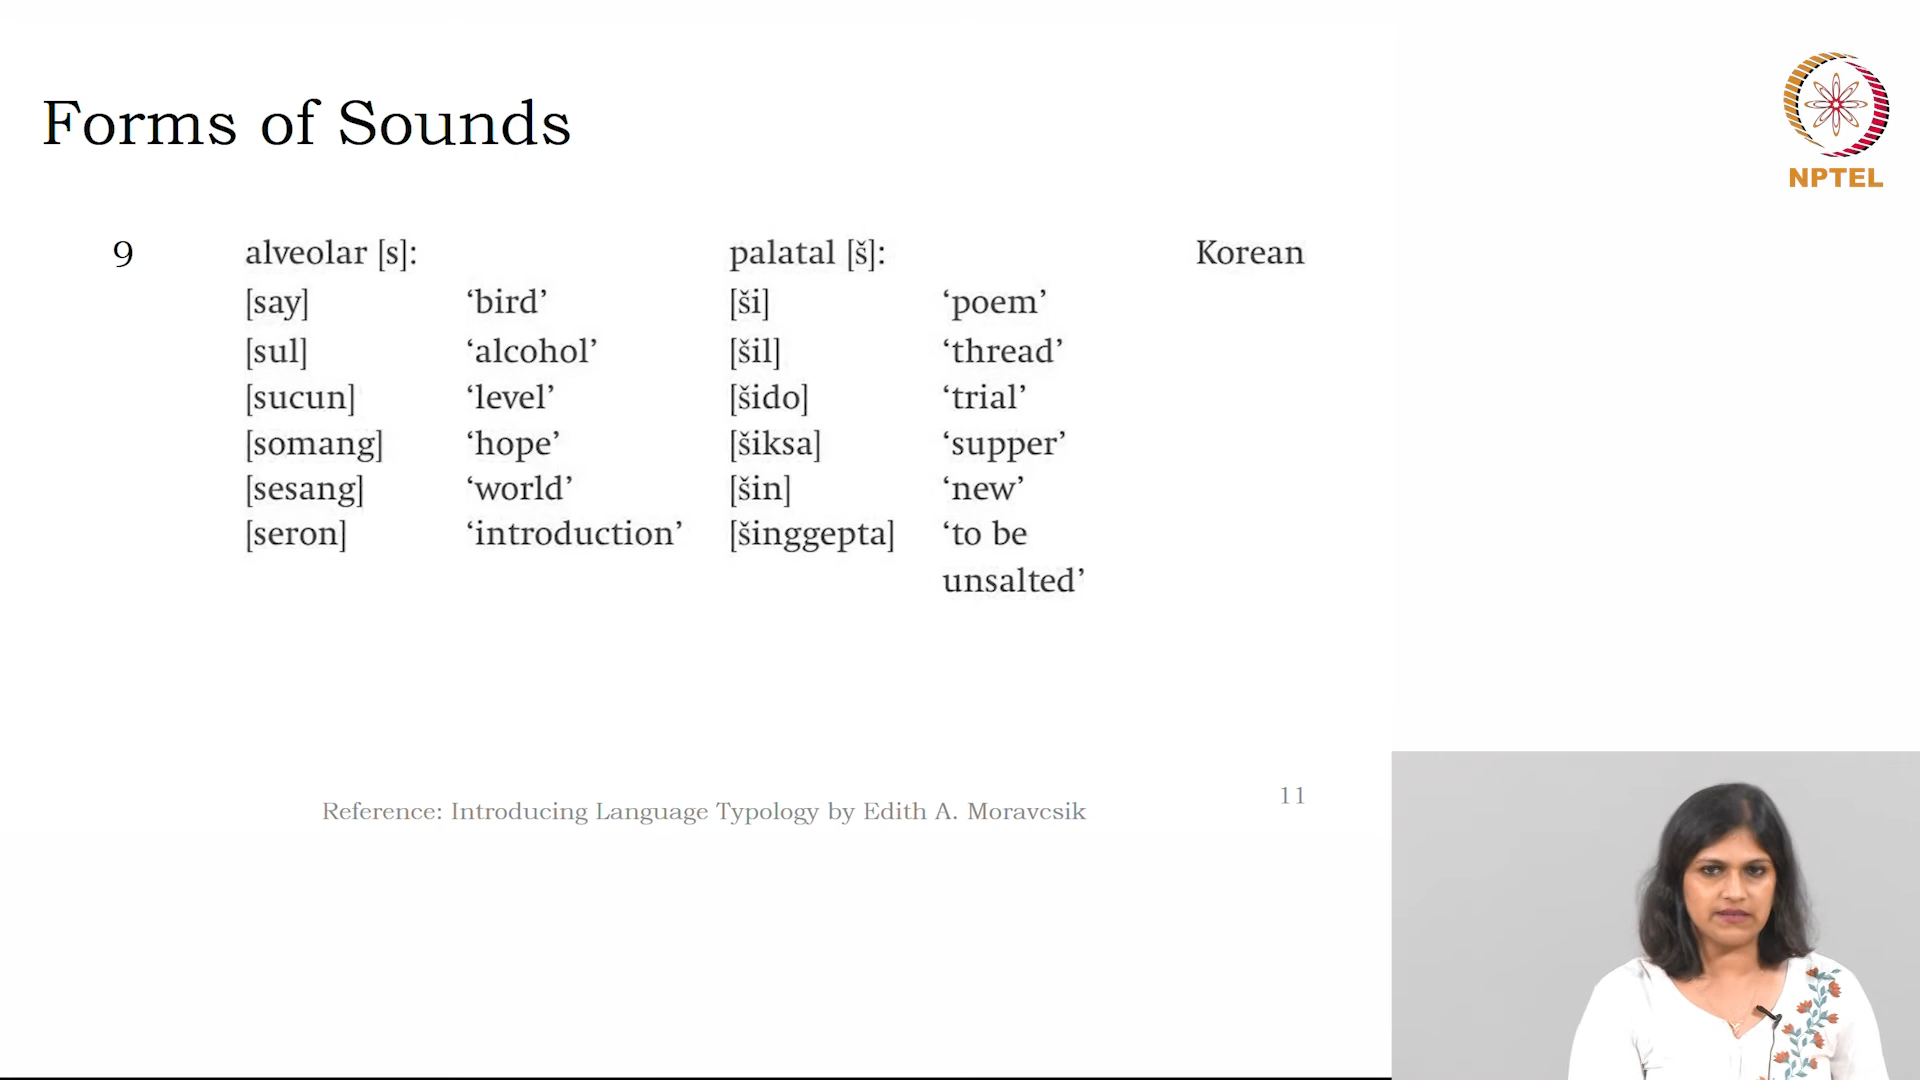 Forms of Sounds
NPTEL
9 alveolar [s]: palatal [š]: Korean
[say] ‘bird’ [ši] ‘poem’
[sul] ‘alcohol’ [šil] ‘thread’
[sucun] ‘level’ [šido] ‘trial’
[somang] ‘hope’ [šiksa] ‘supper’
[sesang] ‘world’ [šin] ‘new’
[seron] ‘introduction’ [šinggepta] ‘to be
unsalted’
Reference: Introducing Language Typology by Edith A. Moravcsik
11